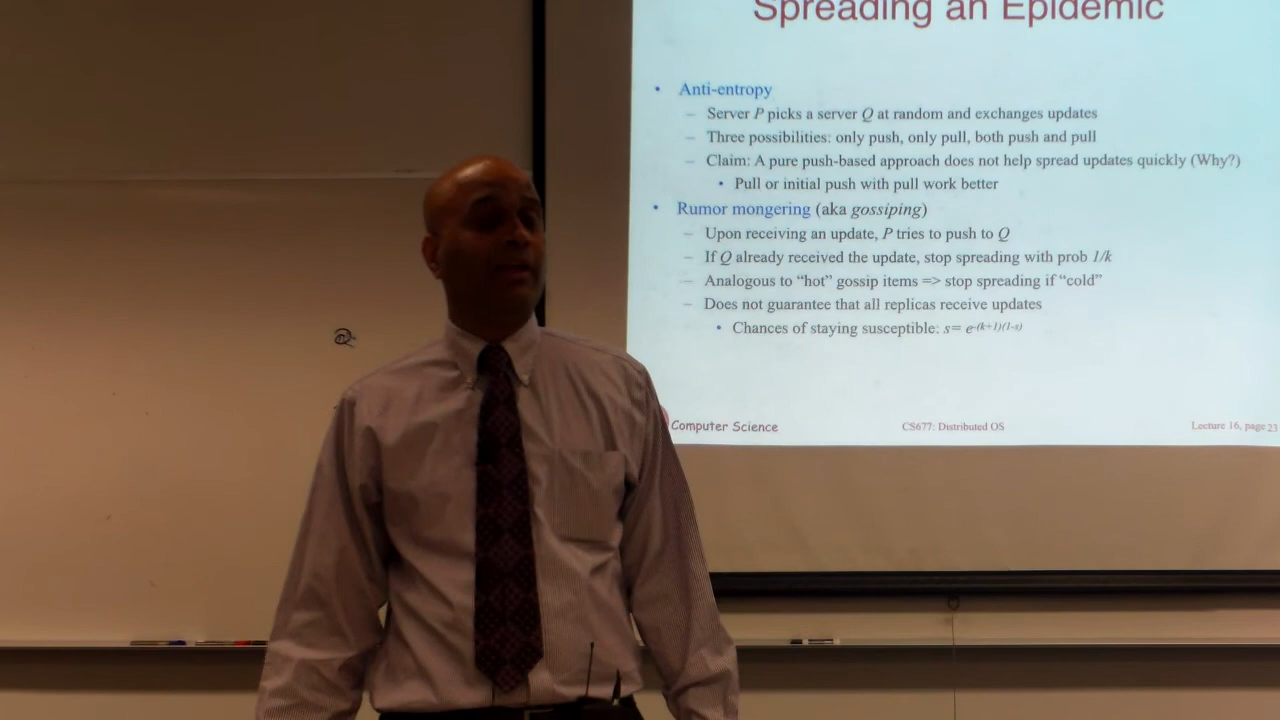 Spreading an Epidemic
• Anti-entropy
– Server P picks a server Q at random and exchanges updates
– Three possibilities: only push, only pull, both push and pull
– Claim: A pure push-based approach does not help spread updates quickly (Why?)
• Pull or initial push with pull work better
• Rumor mongering (aka gossiping)
– Upon receiving an update, P tries to push to Q
– If Q already received the update, stop spreading with prob 1/k
– Analogous to “hot” gossip items => stop spreading if “cold”
– Does not guarantee that all replicas receive updates
• Chances of staying susceptible: s= e-(k+1)(1-s)
Computer Science
CS677: Distributed OS
Lecture 16, page 23